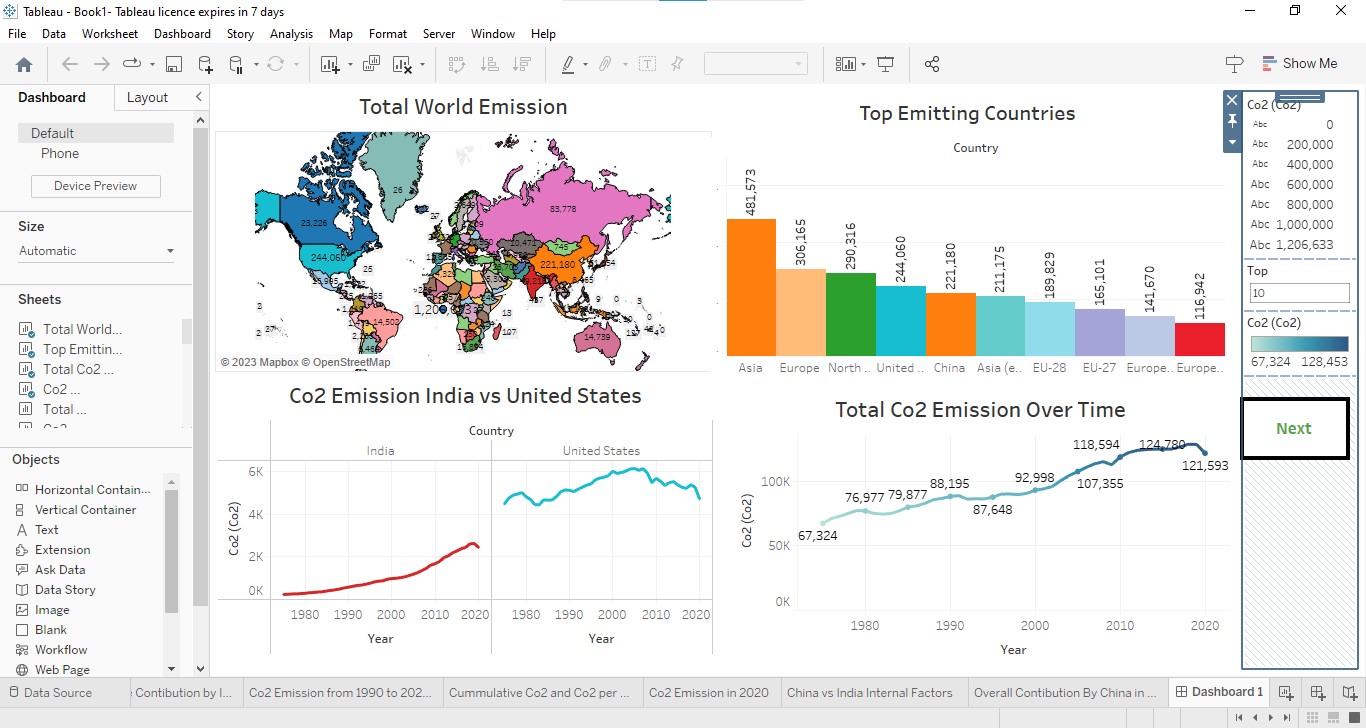 Tableau - Book1- Tableau licence expires in 7 days
File Data Worksheet Dashboard Story Analysis Map Format Server Window Help
Show Me
Dashboard Layout
Default
Phone
Device Preview
Size
Automatic
Sheets
Total World...
Top Emittin...
Total Co2 ...
Co2 ...
Total ...
Objects
Horizontal Contain...
Vertical Container
Text
Extension
Ask Data
Data Story
Image
Blank
Workflow
Web Page
Total World Emission
26
23,226
83,778
244,060
221,180
745
25
27
14,502
14,739
107
13
9
0
3
© 2023 Mapbox © OpenStreetMap
Top Emitting Countries
Country
481,573
306,165
290,316
244,060
221,180
211,175
189,829
165,101
141,670
116,942
Asia Europe North .. United .. China Asia (e.. EU-28 EU-27 Europe.. Europe..
Co2 Emission India vs United States
Country
India United States
Co2 (Co2)
6K
4K
2K
0K
1980 1990 2000 2010 2020 1980 1990 2000 2010 2020
Year Year
Total Co2 Emission Over Time
Co2 (Co2)
100K
50K
0K
67,324
76,977
79,877
88,195
87,648
92,998
107,355
118,594
124,780
121,593
1980 1990 2000 2010 2020
Year
Co2 (Co2)
Abc 0
Abc 200,000
Abc 400,000
Abc 600,000
Abc 800,000
Abc 1,000,000
Abc 1,206,633
Top
10
Co2 (Co2)
67,324 128,453
Next
Data Source Contibution by I... Co2 Emission from 1990 to 202... Cummulative Co2 and Co2 per ... Co2 Emission in 2020 China vs India Internal Factors Overall Contibution By China in ... Dashboard 1